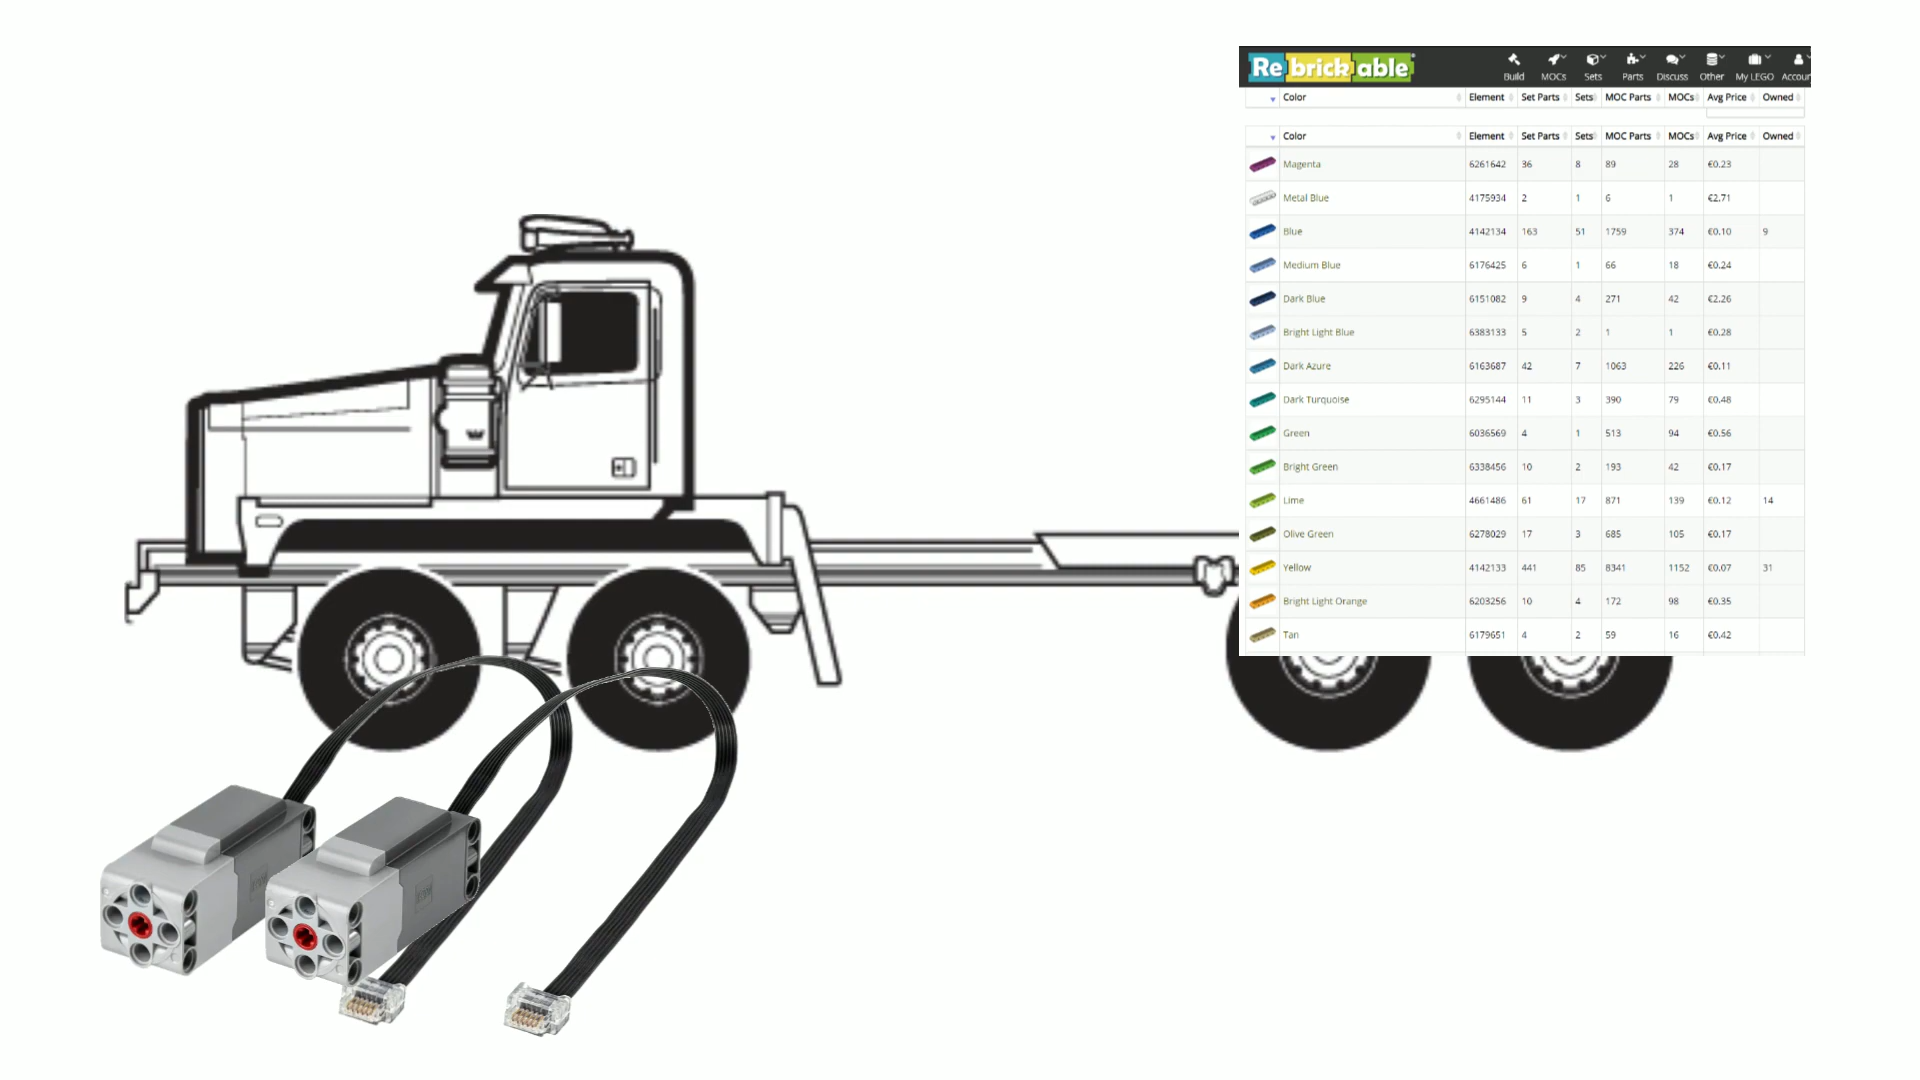 Rebrickable
Build MOCs Sets Parts Discuss Other My LEGO Accoun
Color Element Set Parts Sets MOC Parts MOCs Avg Price Owned
Color Element Set Parts Sets MOC Parts MOCs Avg Price Owned
Magenta 6261642 36 8 89 28 €0.23
Metal Blue 4175934 2 1 6 1 €2.71
Blue 4142134 163 51 1759 374 €0.10 9
Medium Blue 6176425 6 1 66 18 €0.24
Dark Blue 6151082 9 4 271 42 €2.26
Bright Light Blue 6383133 5 2 1 1 €0.28
Dark Azure 6163687 42 7 1063 226 €0.11
Dark Turquoise 6295144 11 3 390 79 €0.48
Green 6036569 4 1 513 94 €0.56
Bright Green 6338456 10 2 193 42 €0.17
Lime 4661486 61 17 871 139 €0.12 14
Olive Green 6278029 17 3 685 105 €0.17
Yellow 4142133 441 85 8341 1152 €0.07 31
Bright Light Orange 6203256 10 4 172 98 €0.35
Tan 6179651 4 2 59 16 €0.42